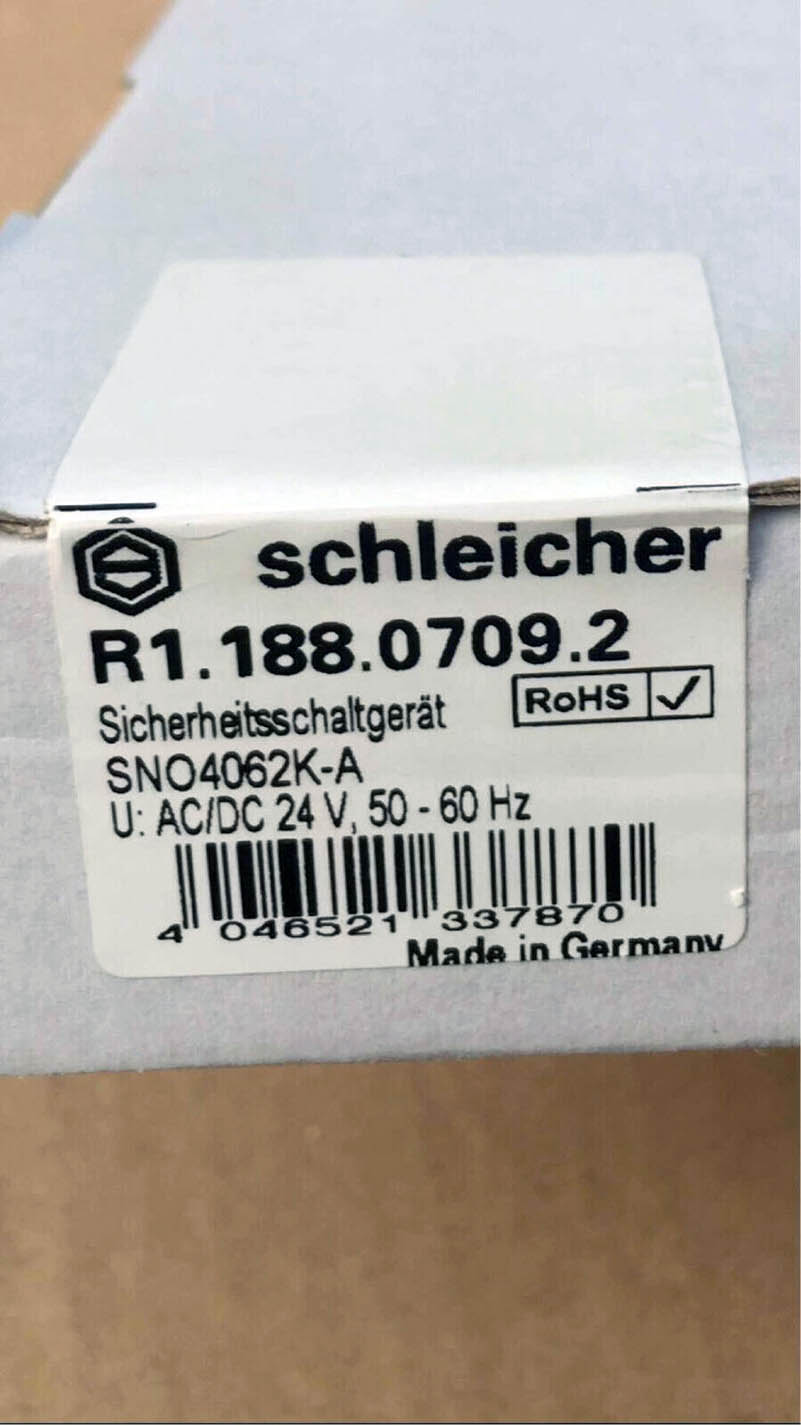 schleicher
R1.188.0709.2
Sicherheitsschaltgerät
RoHS ✓
SNO4062K-A
U: AC/DC 24 V, 50 - 60 Hz
4 046521 337870
Made in Germany